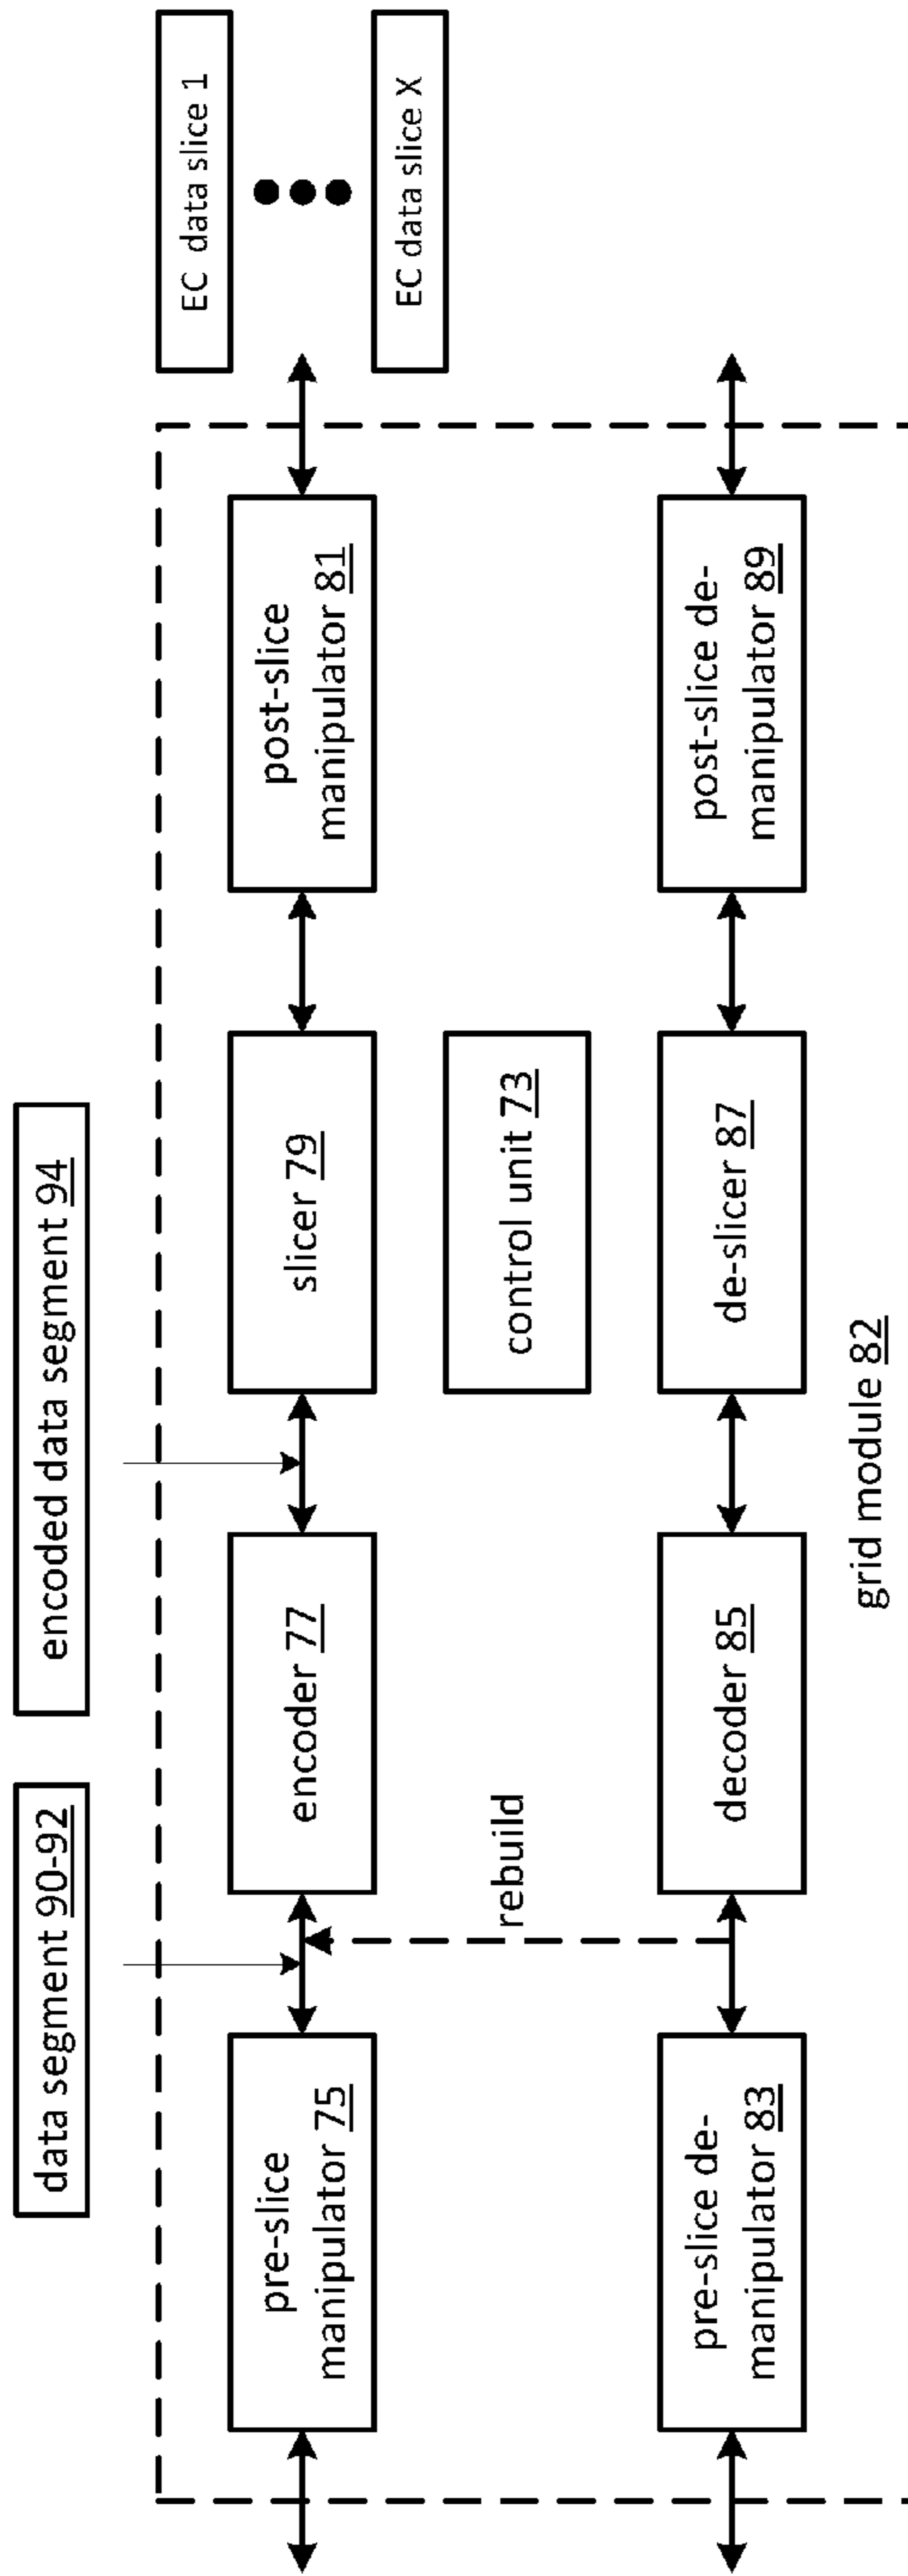 data segment 90-92
encoded data segment 94
pre-slice
manipulator 75
encoder 77
slicer 79
post-slice
manipulator 81
EC data slice 1
EC data slice X
rebuild
control unit 73
pre-slice de-
manipulator 83
decoder 85
de-slicer 87
post-slice de-
manipulator 89
grid module 82